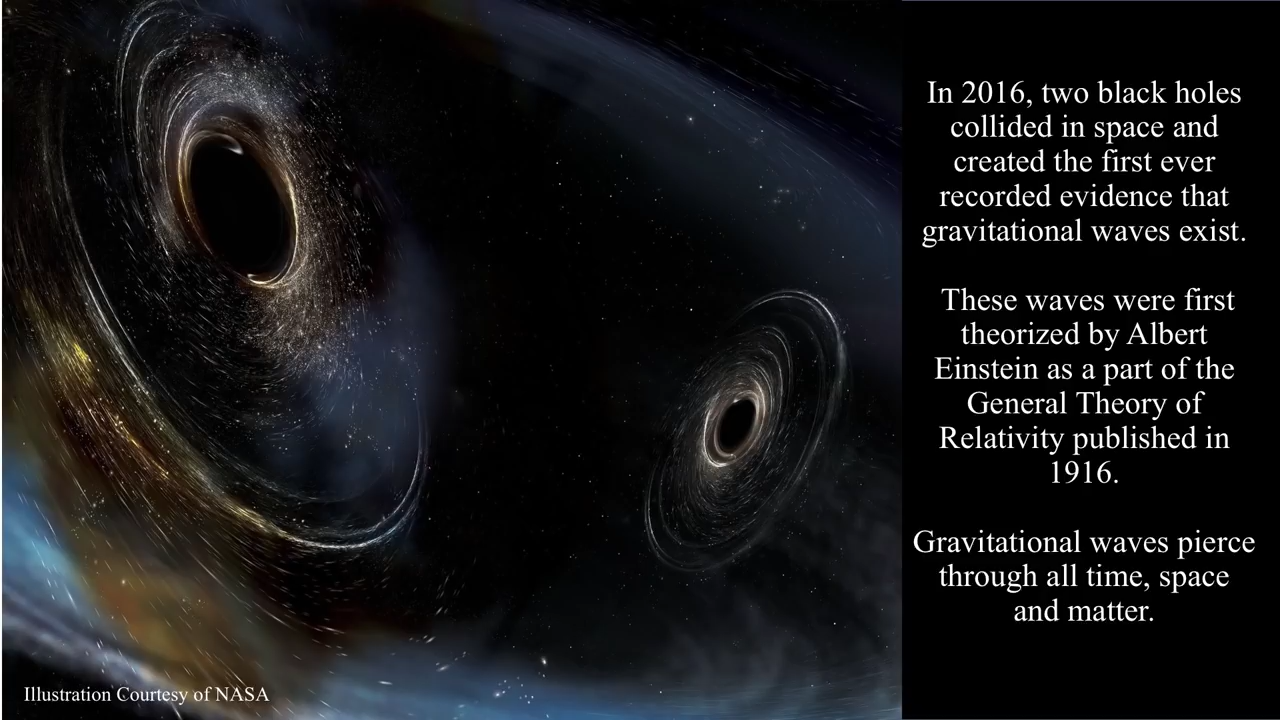 In 2016, two black holes
collided in space and
created the first ever
recorded evidence that
gravitational waves exist.
These waves were first
theorized by Albert
Einstein as a part of the
General Theory of
Relativity published in
1916.
Gravitational waves pierce
through all time, space
and matter.
Illustration Courtesy of NASA